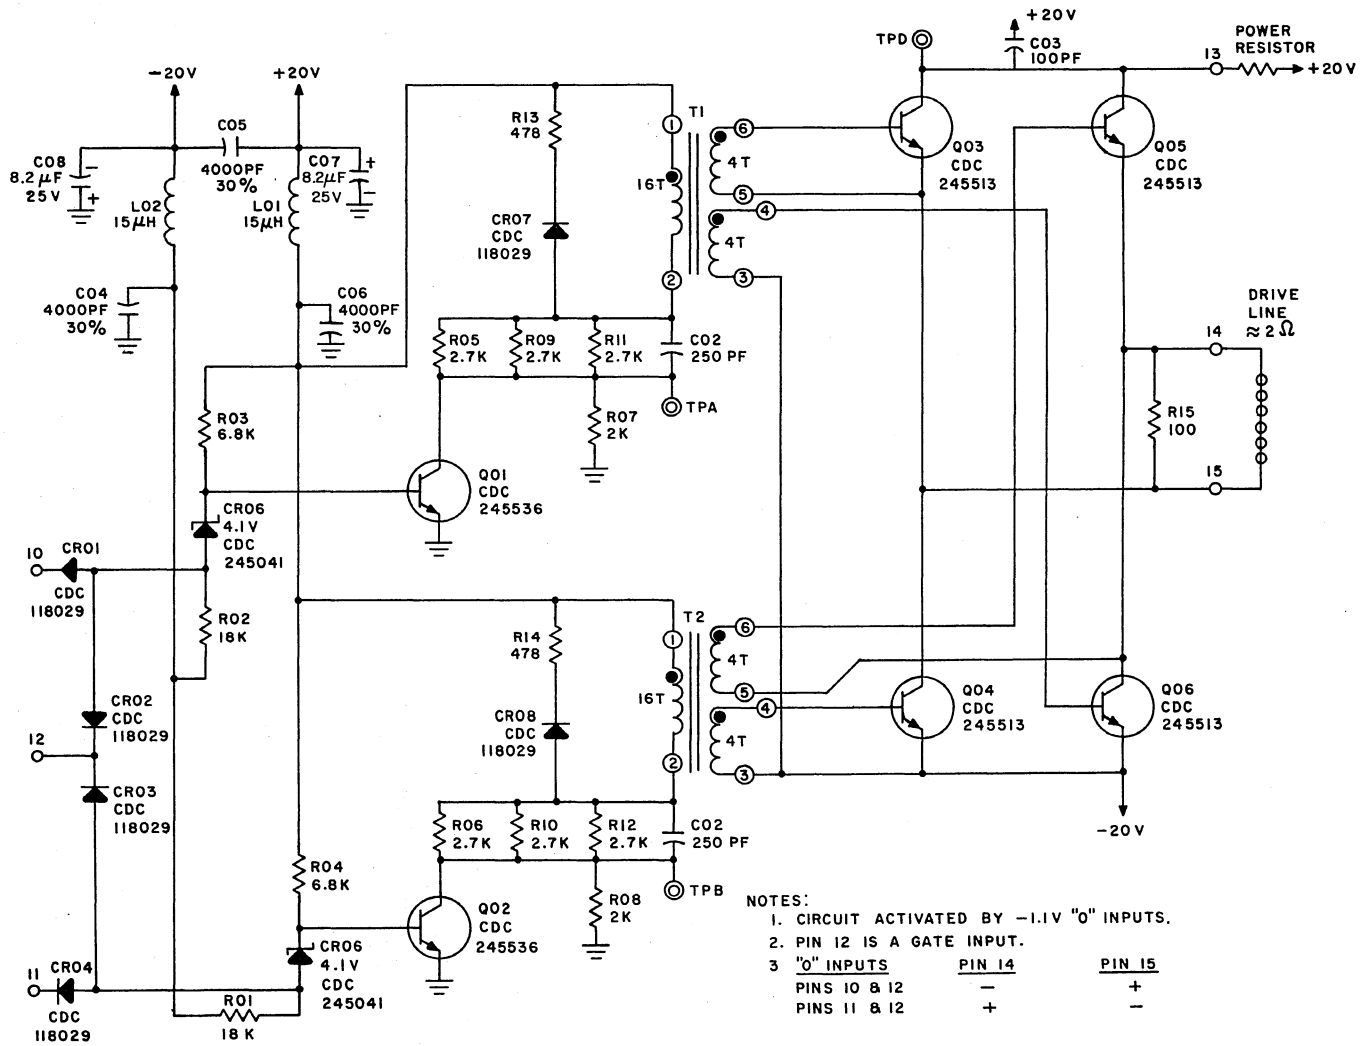 +20V
TPD
C03
100PF
13
POWER
RESISTOR
+20V
-20V
+20V
C05
4000PF
30%
C08
8.2µF
25V
-
+
C07
8.2µF
25V
+
-
L02
15µH
L01
15µH
C04
4000PF
30%
C06
4000PF
30%
R13
478
CR07
CDC
118029
T1
1
16T
2
6
4T
5
4
4T
3
Q03
CDC
245513
Q05
CDC
245513
R05
2.7K
R09
2.7K
R11
2.7K
C02
250 PF
TPA
R07
2K
R03
6.8K
Q01
CDC
245536
CR06
4.1V
CDC
245041
10
CR01
CDC
118029
R02
18K
DRIVE
LINE
≈2Ω
14
R15
100
15
CR02
CDC
118029
12
CR03
CDC
118029
R14
478
CR08
CDC
118029
T2
1
16T
2
6
4T
5
4
4T
3
Q04
CDC
245513
Q06
CDC
245513
-20V
R06
2.7K
R10
2.7K
R12
2.7K
C02
250 PF
TPB
R08
2K
R04
6.8K
Q02
CDC
245536
CR06
4.1V
CDC
245041
11
CR04
CDC
118029
R01
18K
NOTES:
1. CIRCUIT ACTIVATED BY -1.1V "0" INPUTS.
2. PIN 12 IS A GATE INPUT.
3 "0" INPUTS PIN 14 PIN 15
PINS 10 & 12 - +
PINS 11 & 12 + -